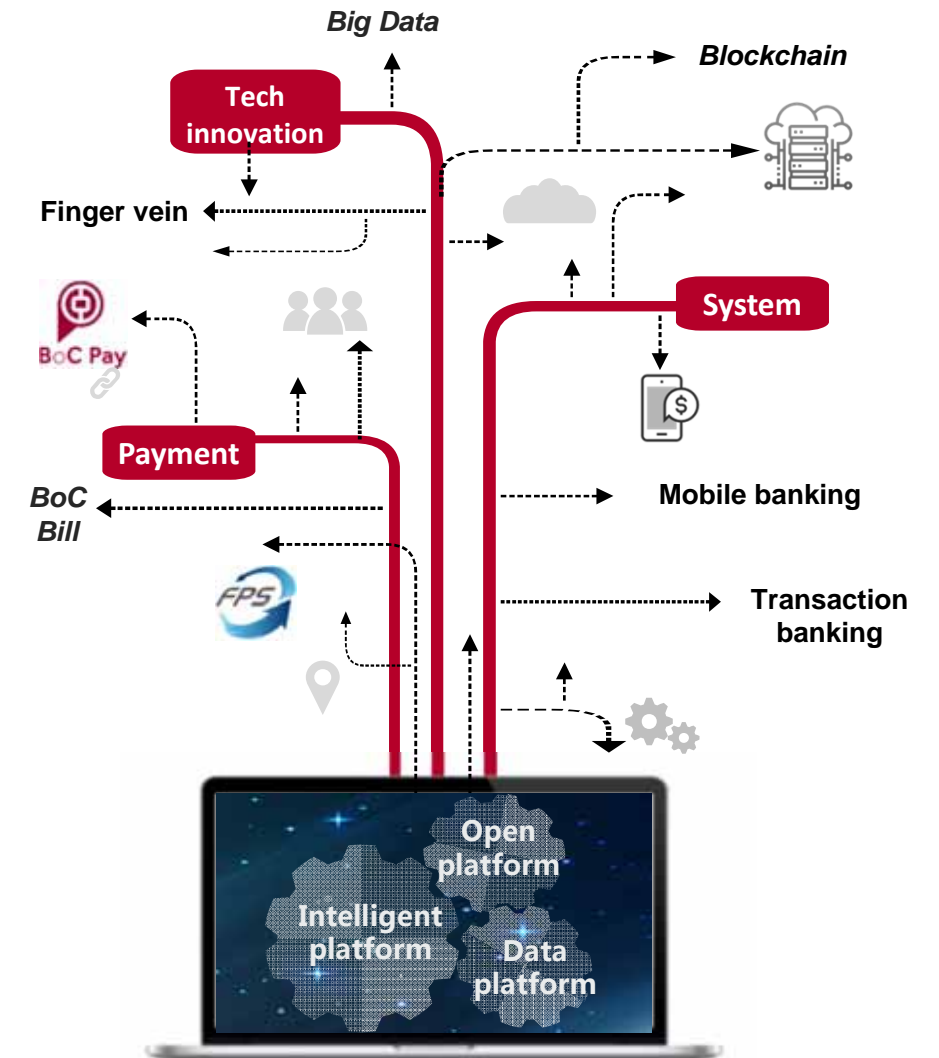 Big Data
Blockchain
Tech
innovation
Finger vein
System
BoC Pay
$
Payment
BoC
Bill
Mobile banking
FPS
Transaction
banking
Open
platform
Intelligent
platform
Data
platform